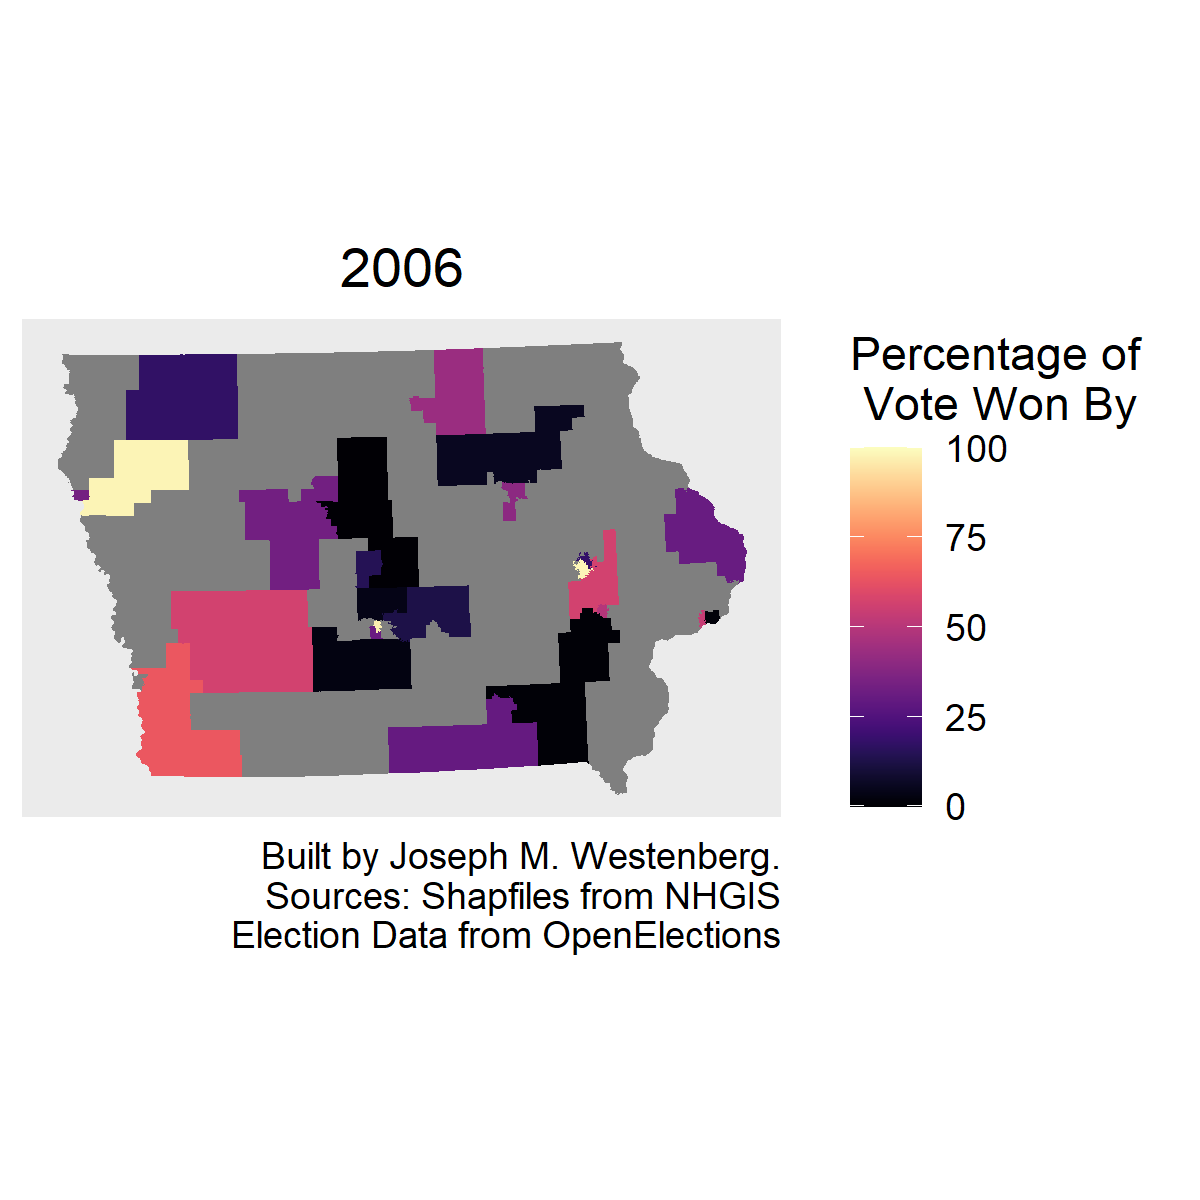 2006
Percentage of
Vote Won By
100
75
50
25
0
Built by Joseph M. Westenberg.
Sources: Shapfiles from NHGIS
Election Data from OpenElections